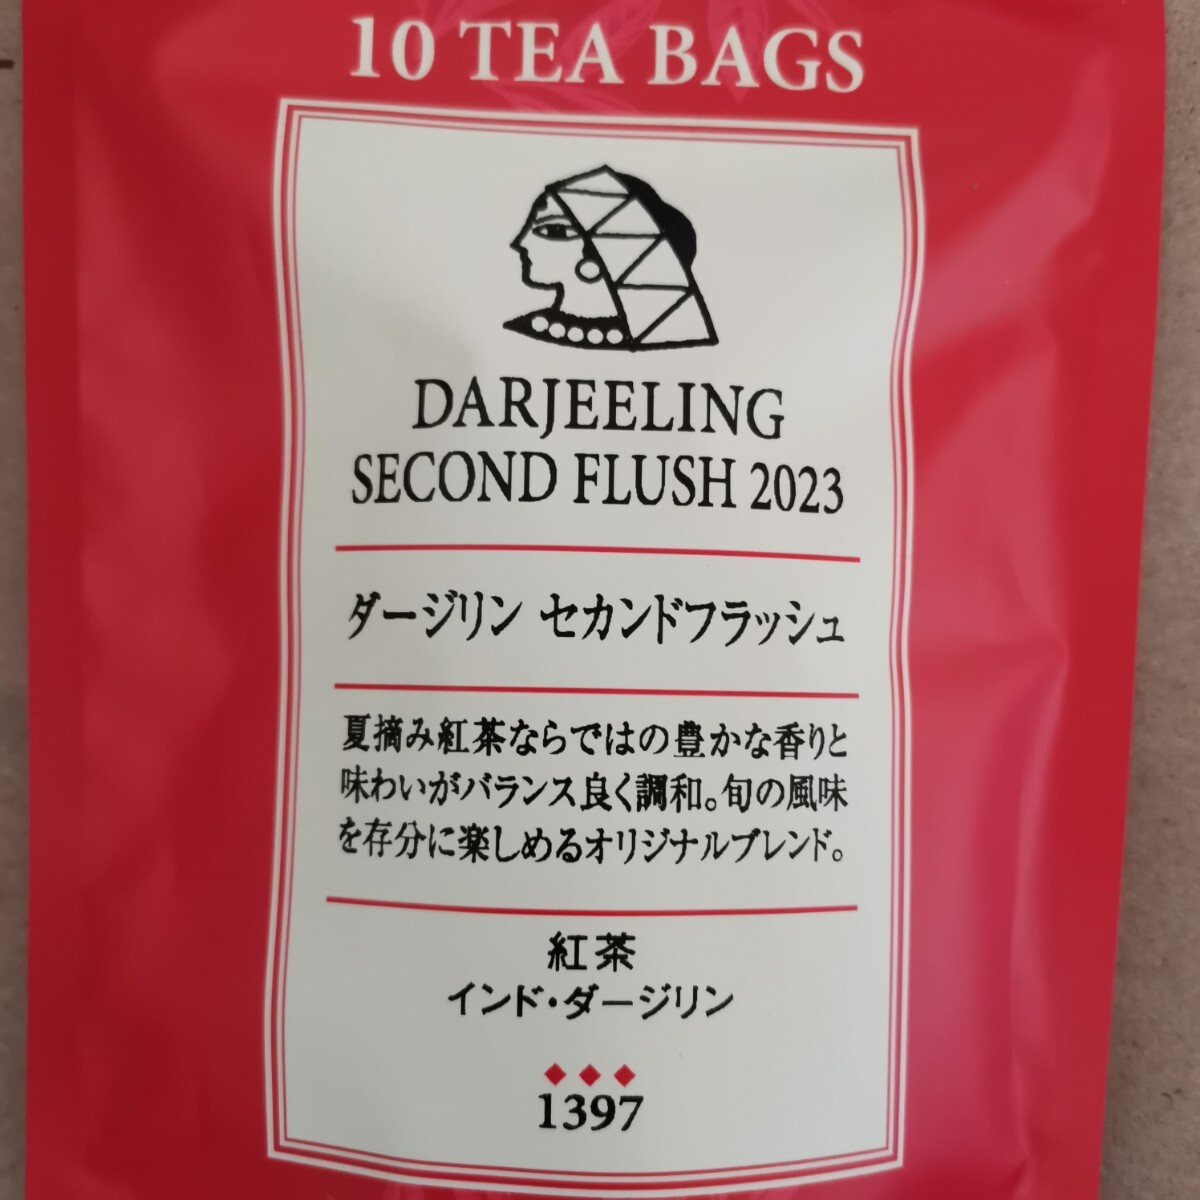 10 TEA BAGS
DARJEELING
SECOND FLUSH 2023
ダージリン セカンドフラッシュ
夏摘み紅茶ならではの豊かな香りと
味わいがバランス良く調和。旬の風味
を存分に楽しめるオリジナルブレンド。
紅茶
インド・ダージリン
1397